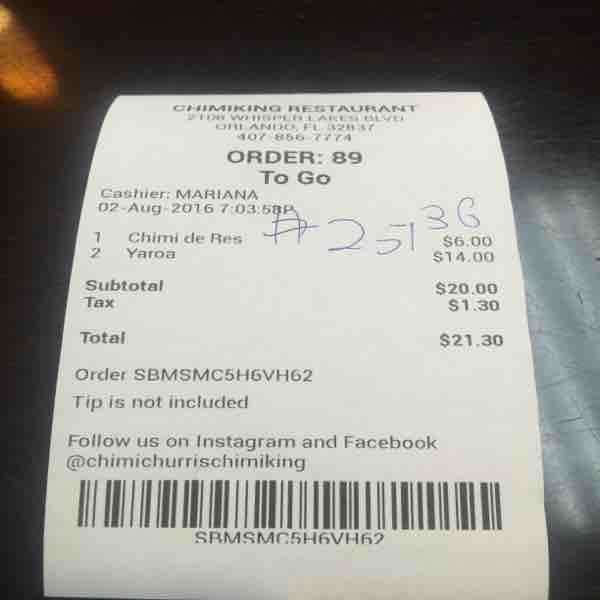 CHIMIKING RESTAURANT
2106 WHISPER LAKES BLVD
ORLANDO, FL 32837
407-856-7774
ORDER: 89
To Go
Cashier: MARIANA
02-Aug-2016 7:03:58P
1 Chimi de Res $6.00
2 Yaroa $14.00
Subtotal $20.00
Tax $1.30
Total $21.30
Order SBMSMC5H6VH62
Tip is not included
Follow us on Instagram and Facebook
@chimichurrischimiking
SBMSMC5H6VH62